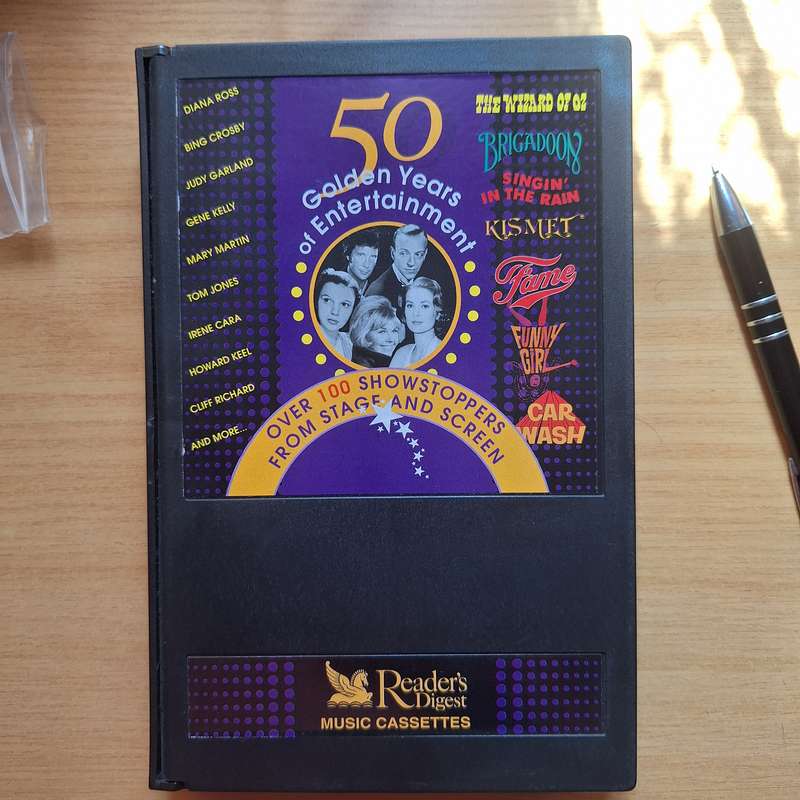 DIANA ROSS
BING CROSBY
JUDY GARLAND
GENE KELLY
MARY MARTIN
TOM JONES
IRENE CARA
HOWARD KEEL
CLIFF RICHARD
AND MORE...
50
Golden Years
of Entertainment
OVER 100 SHOWSTOPPERS
FROM STAGE AND SCREEN
THE WIZARD OF OZ
BRIGADOON
SINGIN'
IN THE RAIN
KISMET
Fame
FUNNY
GIRL
CAR
WASH
Reader's
Digest
MUSIC CASSETTES